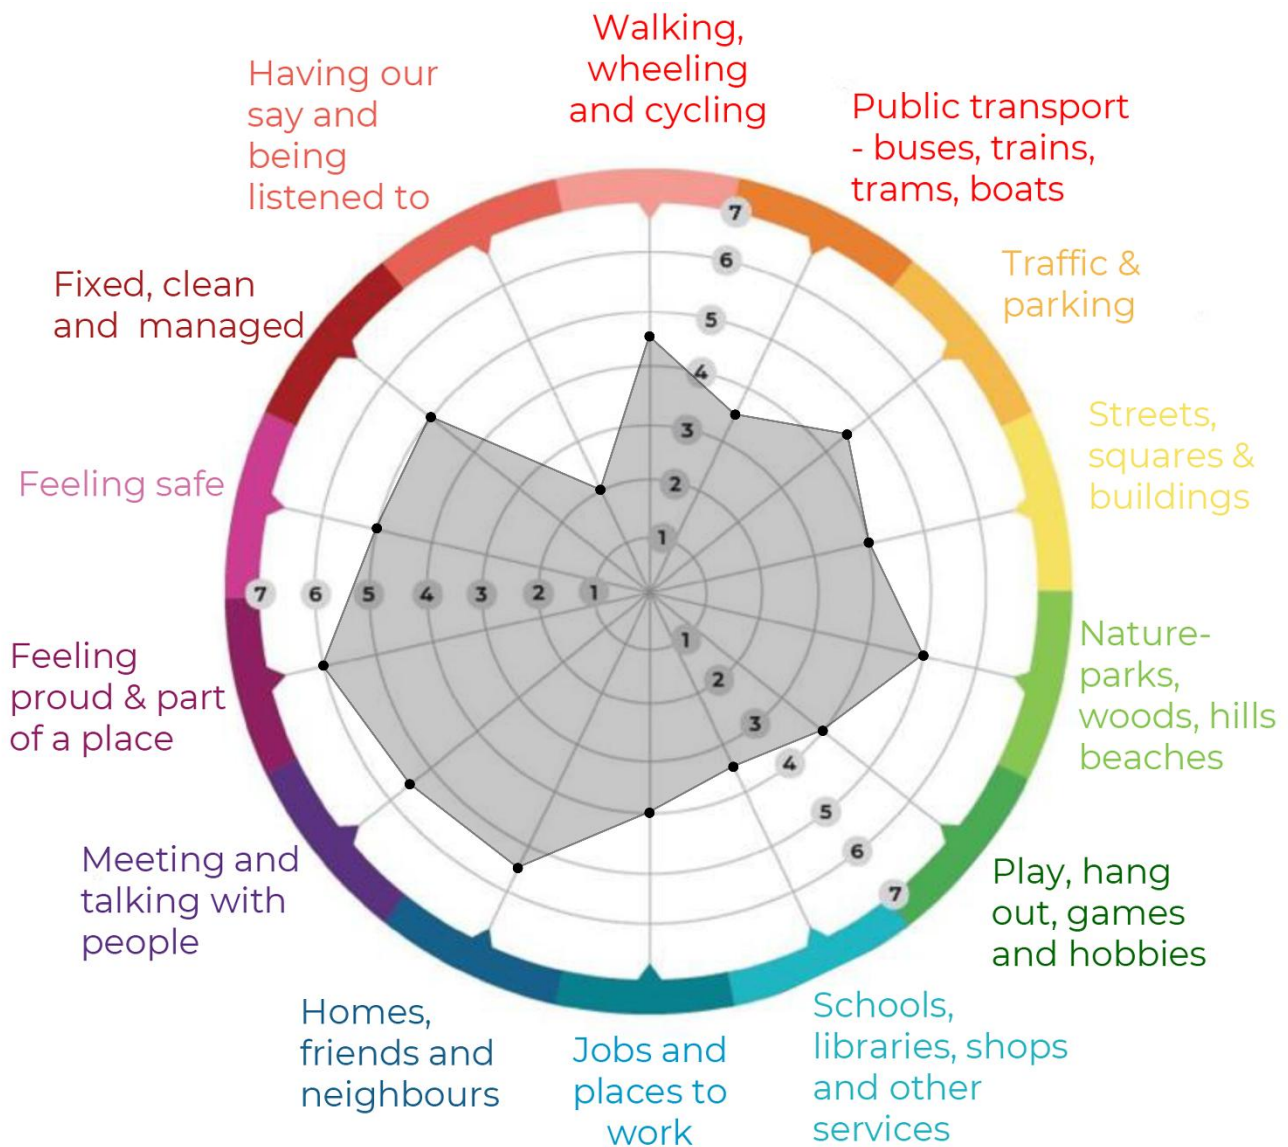 Walking,
wheeling
and cycling
Public transport
- buses, trains,
trams, boats
Traffic &
parking
Streets,
squares &
buildings
Nature-
parks,
woods, hills
beaches
Play, hang
out, games
and hobbies
Schools,
libraries, shops
and other
services
Jobs and
places to
work
Homes,
friends and
neighbours
Meeting and
talking with
people
Feeling
proud & part
of a place
Feeling safe
Fixed, clean
and managed
Having our
say and
being
listened to
7
6
5
4
3
2
1
7 6 5 4 3 2 1
1
2
3
4
5
6
7